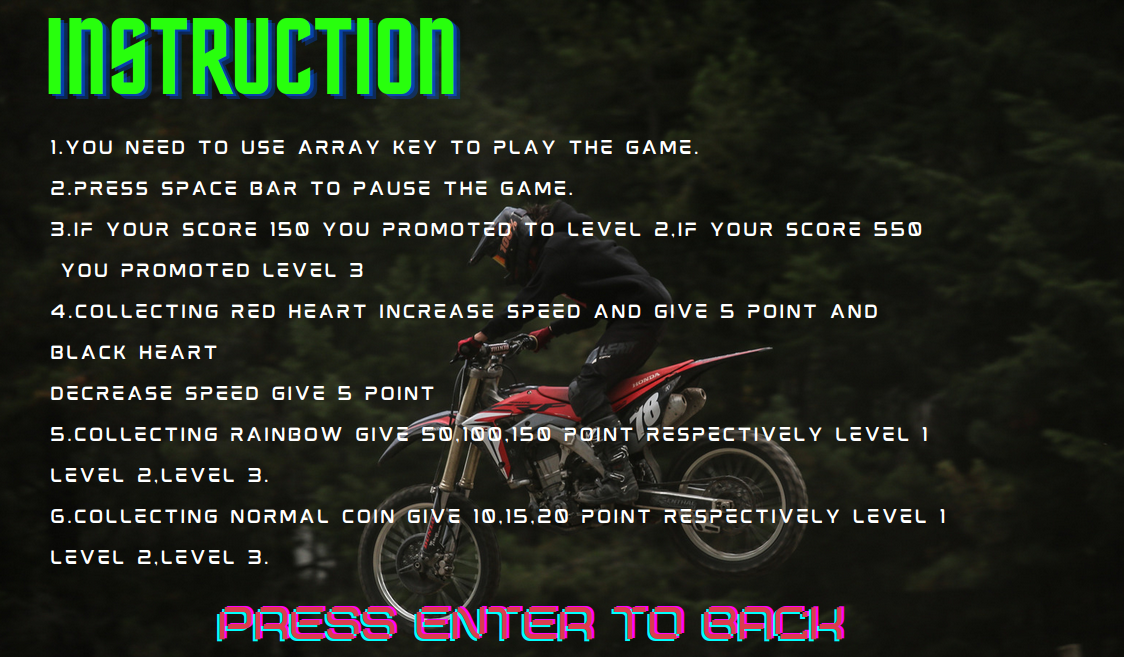 INSTRUCTION
1.YOU NEED TO USE ARRAY KEY TO PLAY THE GAME.
2.PRESS SPACE BAR TO PAUSE THE GAME.
3.IF YOUR SCORE 150 YOU PROMOTED TO LEVEL 2,IF YOUR SCORE 550
YOU PROMOTED LEVEL 3
4.COLLECTING RED HEART INCREASE SPEED AND GIVE 5 POINT AND
BLACK HEART
DECREASE SPEED GIVE 5 POINT
HONDA
78
5.COLLECTING RAINBOW GIVE 50,100,150 POINT RESPECTIVELY LEVEL 1
LEVEL 2,LEVEL 3.
6.COLLECTING NORMAL COIN GIVE 10,15,20 POINT RESPECTIVELY LEVEL 1
LEVEL 2,LEVEL 3.
PRESS ENTER TO BACK